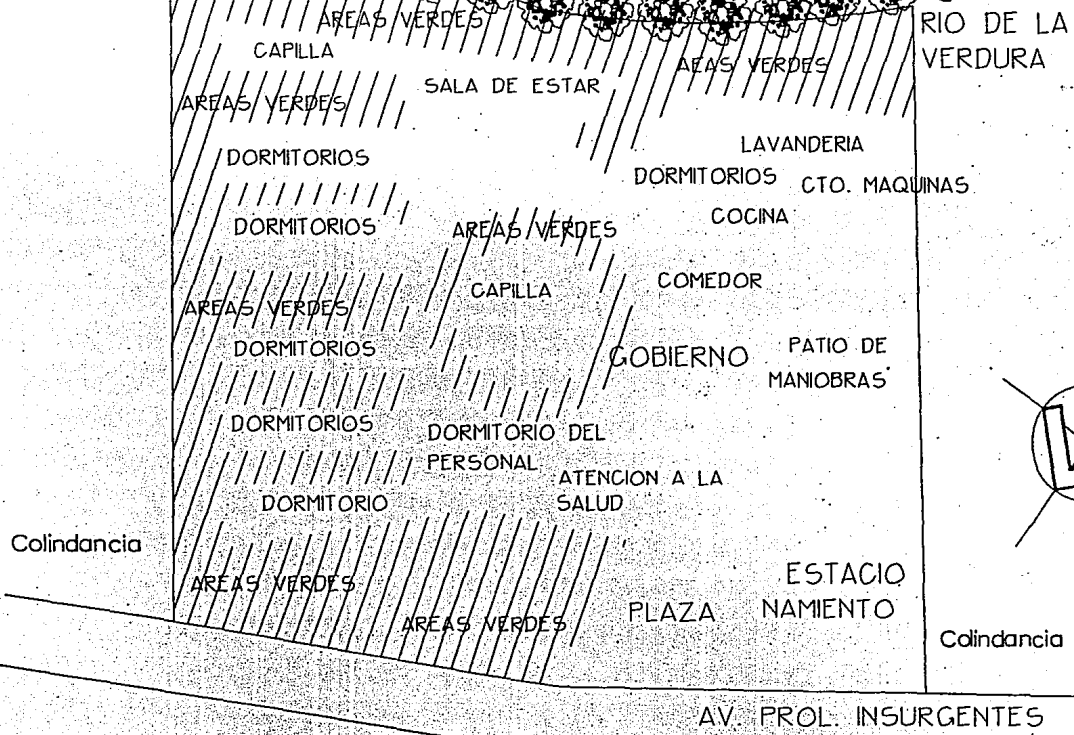 AREAS VERDES
RIO DE LA
VERDURA
CAPILLA
AEAS VERDES
SALA DE ESTAR
AREAS VERDES
LAVANDERIA
DORMITORIOS
DORMITORIOS
CTO. MAQUINAS
COCINA
DORMITORIOS
AREAS VERDES
COMEDOR
CAPILLA
AREAS VERDES
DORMITORIOS
GOBIERNO
PATIO DE
MANIOBRAS
DORMITORIOS
DORMITORIO DEL
PERSONAL
ATENCION A LA
SALUD
DORMITORIO
Colindancia
AREAS VERDES
ESTACIO
NAMIENTO
PLAZA
AREAS VERDES
Colindancia
AV. PROL. INSURGENTES